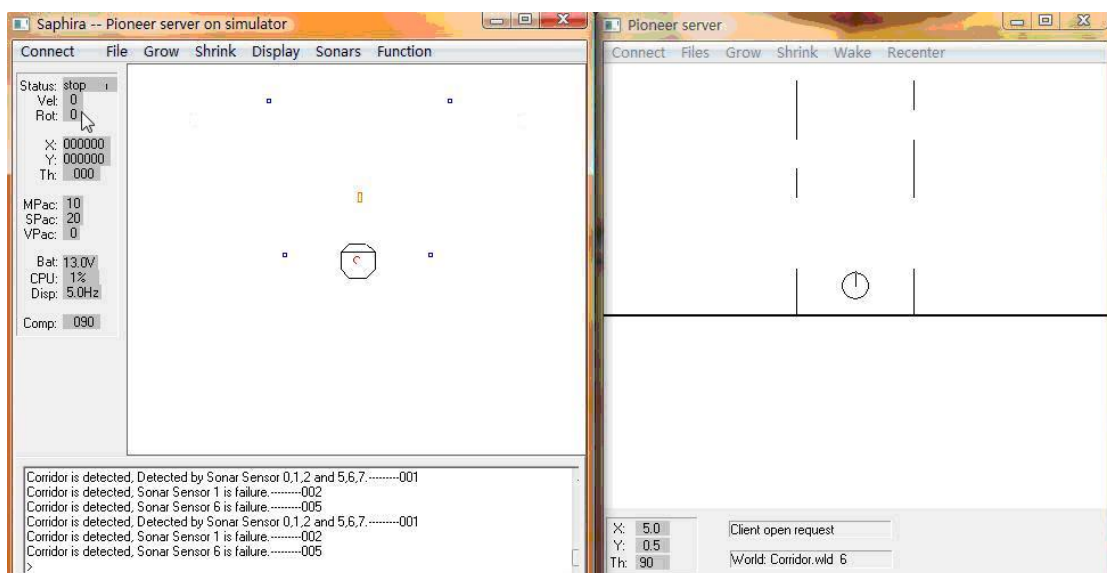 Saphira -- Pioneer server on simulator
Connect File Grow Shrink Display Sonars Function
Status: stop
Vel: 0
Rot: 0
X: 000000
Y: 000000
Th: 000
MPac: 10
SPac: 20
VPac: 0
Bat: 13.0V
CPU: 1%
Disp: 5.0Hz
Comp: 090
Corridor is detected, Detected by Sonar Sensor 0,1,2 and 5,6,7.--------001
Corridor is detected, Sonar Sensor 1 is failure.--------002
Corridor is detected, Sonar Sensor 6 is failure.--------005
Corridor is detected, Detected by Sonar Sensor 0,1,2 and 5,6,7.--------001
Corridor is detected, Sonar Sensor 1 is failure.--------002
Corridor is detected, Sonar Sensor 6 is failure.--------005
>
Pioneer server
Connect Files Grow Shrink Wake Recenter
X: 5.0
Y: 0.5
Th: 90
Client open request
World: Corridor.wld 6